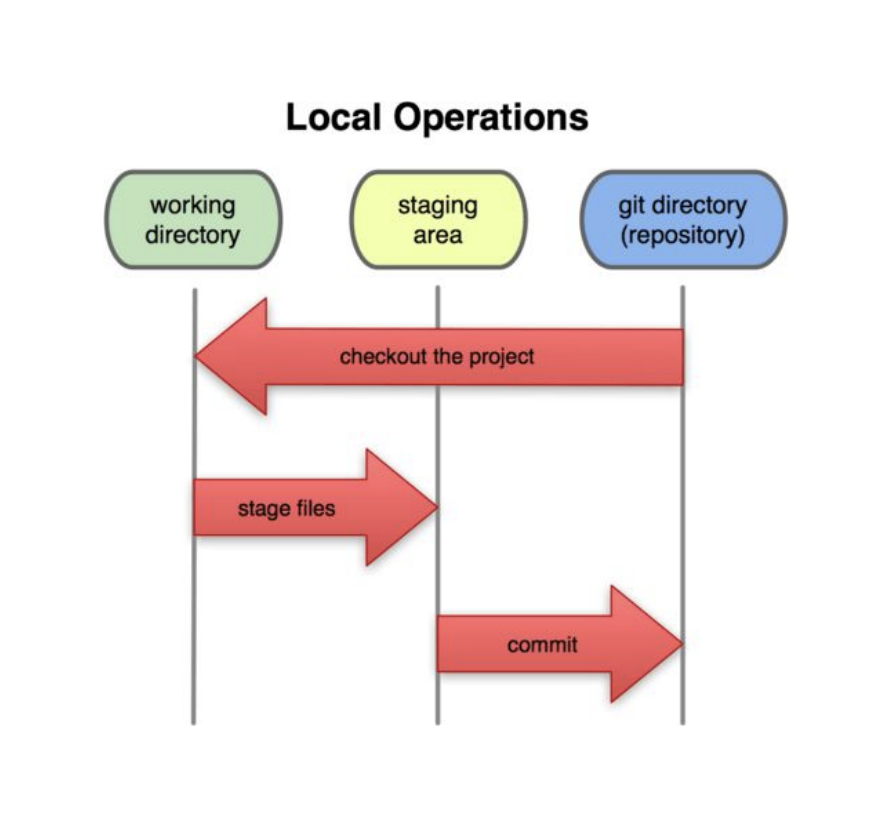 Local Operations
working
directory
staging
area
git directory
(repository)
checkout the project
stage files
commit